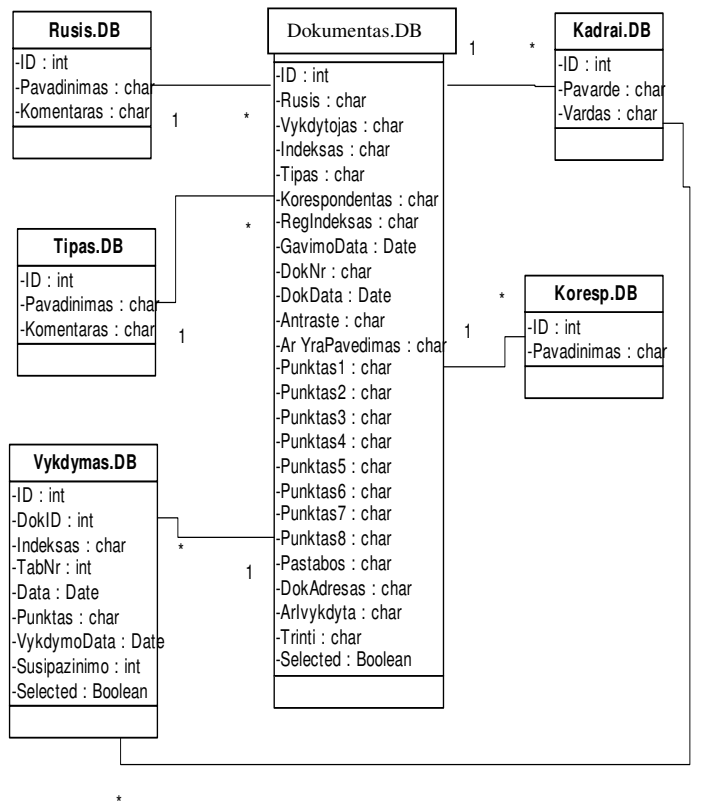 Rusis.DB
-ID : int
-Pavadinimas : char
-Komentaras : char
1
*
Tipas.DB
-ID : int
-Pavadinimas : char
-Komentaras : char
1
*
Vykdymas.DB
-ID : int
-DokID : int
-Indeksas : char
-TabNr : int
-Data : Date
-Punktas : char
-VykdymoData : Date
-Susipazinimo : int
-Selected : Boolean
*
1
*
Dokumentas.DB
-ID : int
-Rusis : char
-Vykdytojas : char
-Indeksas : char
-Tipas : char
-Korespondentas : char
-RegIndeksas : char
-GavimoData : Date
-DokNr : char
-DokData : Date
-Antraste : char
-Ar YraPavedimas : char
-Punktas1 : char
-Punktas2 : char
-Punktas3 : char
-Punktas4 : char
-Punktas5 : char
-Punktas6 : char
-Punktas7 : char
-Punktas8 : char
-Pastabos : char
-DokAdresas : char
-ArIvykdyta : char
-Trinti : char
-Selected : Boolean
1
*
Kadrai.DB
-ID : int
-Pavarde : char
-Vardas : char
*
1
Koresp.DB
-ID : int
-Pavadinimas : char